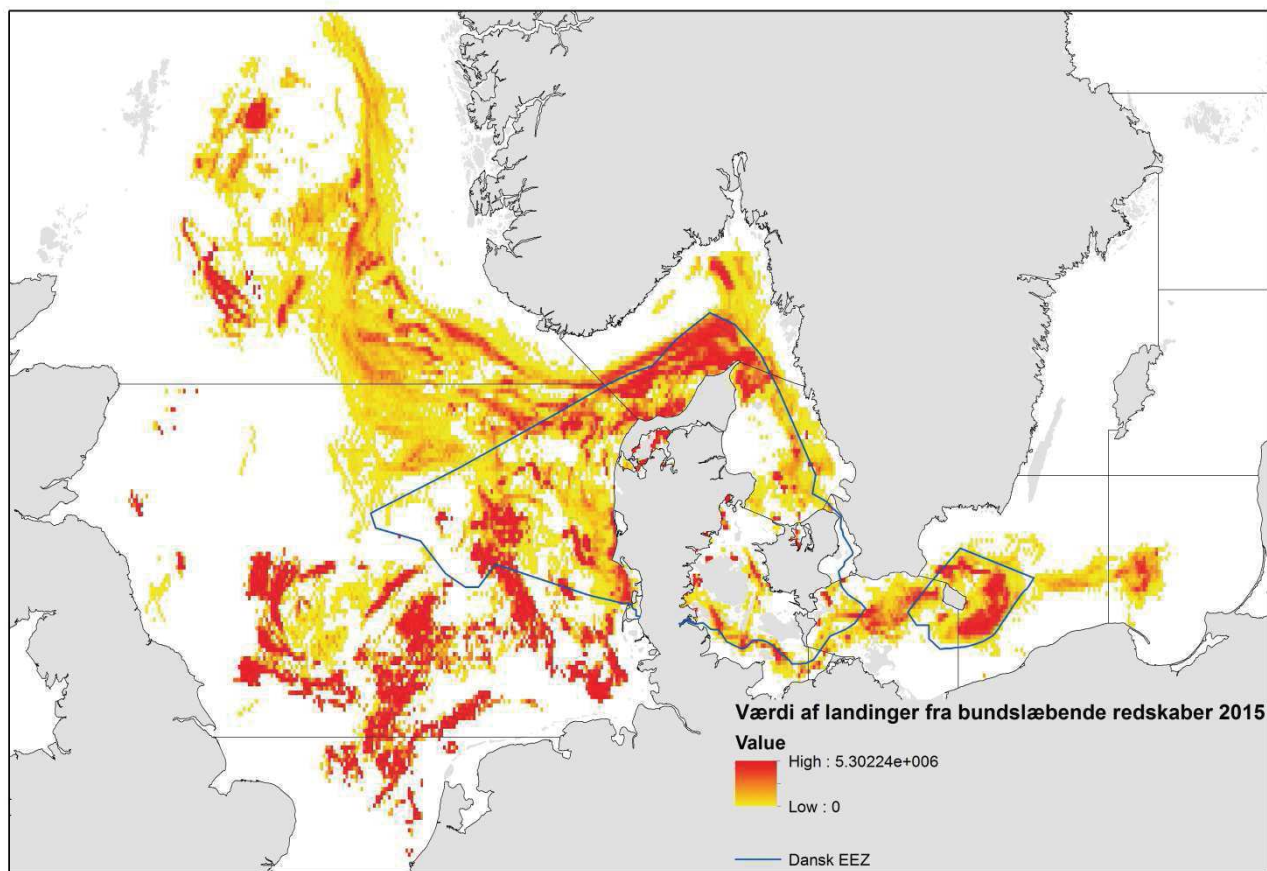 Værdi af landinger fra bundslæbende redskaber 2015
Value
High : 5.30224e+006
Low : 0
Dansk EEZ